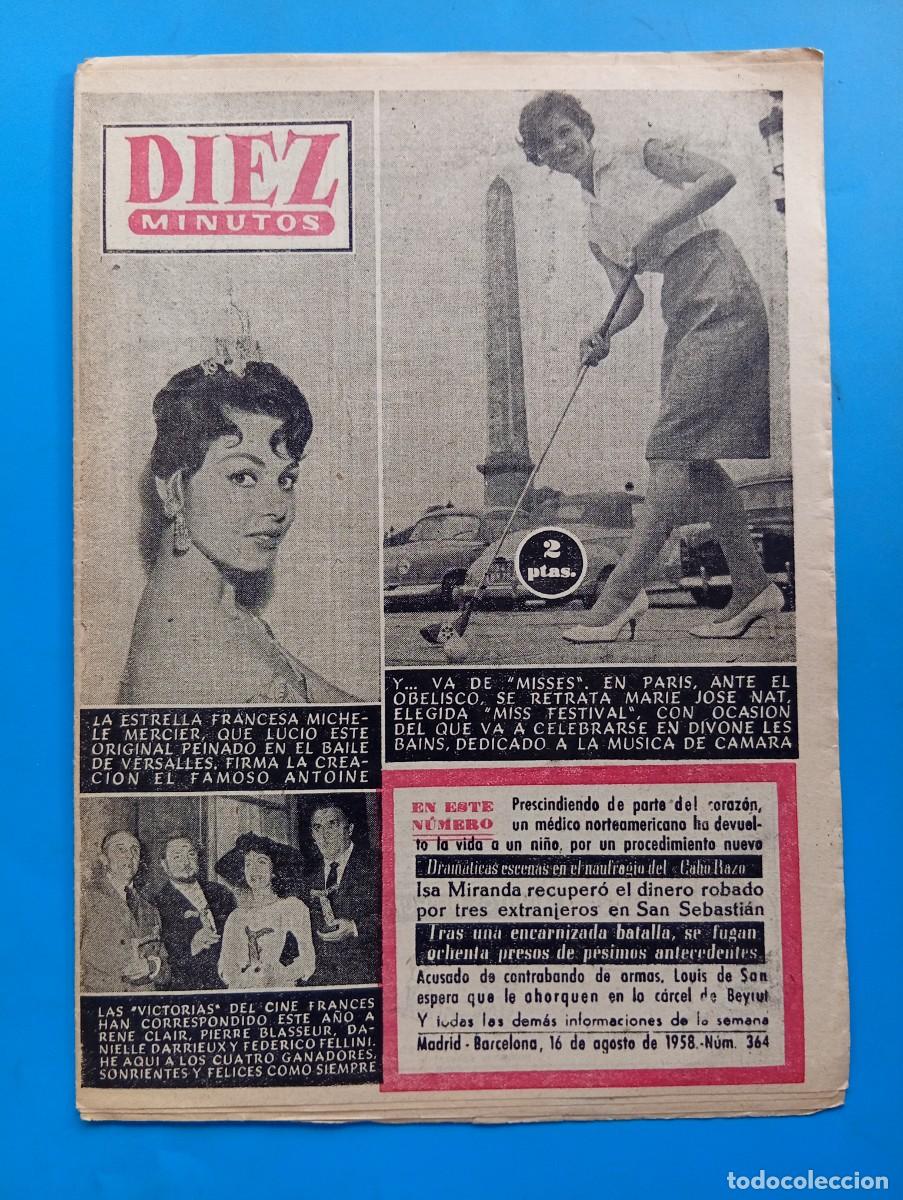 DIEZ
MINUTOS
2
ptas.
LA ESTRELLA FRANCESA MICHE-
LE MERCIER, QUE LUCIO ESTE
ORIGINAL PEINADO EN EL BAILE
DE VERSALLES, FIRMA LA CREA-
CION EL FAMOSO ANTOINE
Y... VA DE "MISSES". EN PARIS, ANTE EL
OBELISCO, SE RETRATA MARIE JOSE NAT,
ELEGIDA "MISS FESTIVAL", CON OCASION
DEL QUE VA A CELEBRARSE EN DIVONE LES
BAINS, DEDICADO A LA MUSICA DE CAMARA
LAS "VICTORIAS" DEL CINE FRANCES
HAN CORRESPONDIDO ESTE AÑO A
RENE CLAIR, PIERRE BLASSEUR, DA-
NIELLE DARRIEUX Y FEDERICO FELLINI.
HE AQUI A LOS CUATRO GANADORES,
SONRIENTES Y FELICES COMO SIEMPRE
EN ESTE
NÚMERO
Prescindiendo de parte del corazón,
un médico norteamericano ha devuel-
to la vida a un niño, por un procedimiento nuevo
Dramáticas escenas en el naufragio del «Cabo Razo»
Isa Miranda recuperó el dinero robado
por tres extranjeros en San Sebastián
Tras una encarnizada batalla, se fugan
ochenta presos de pésimos antecedentes
Acusado de contrabando de armas, Louis de San
espera que le ahorquen en la cárcel de Beyrut
Y todas las demás informaciones de la semana
Madrid - Barcelona, 16 de agosto de 1958.-Núm. 364
todocoleccion